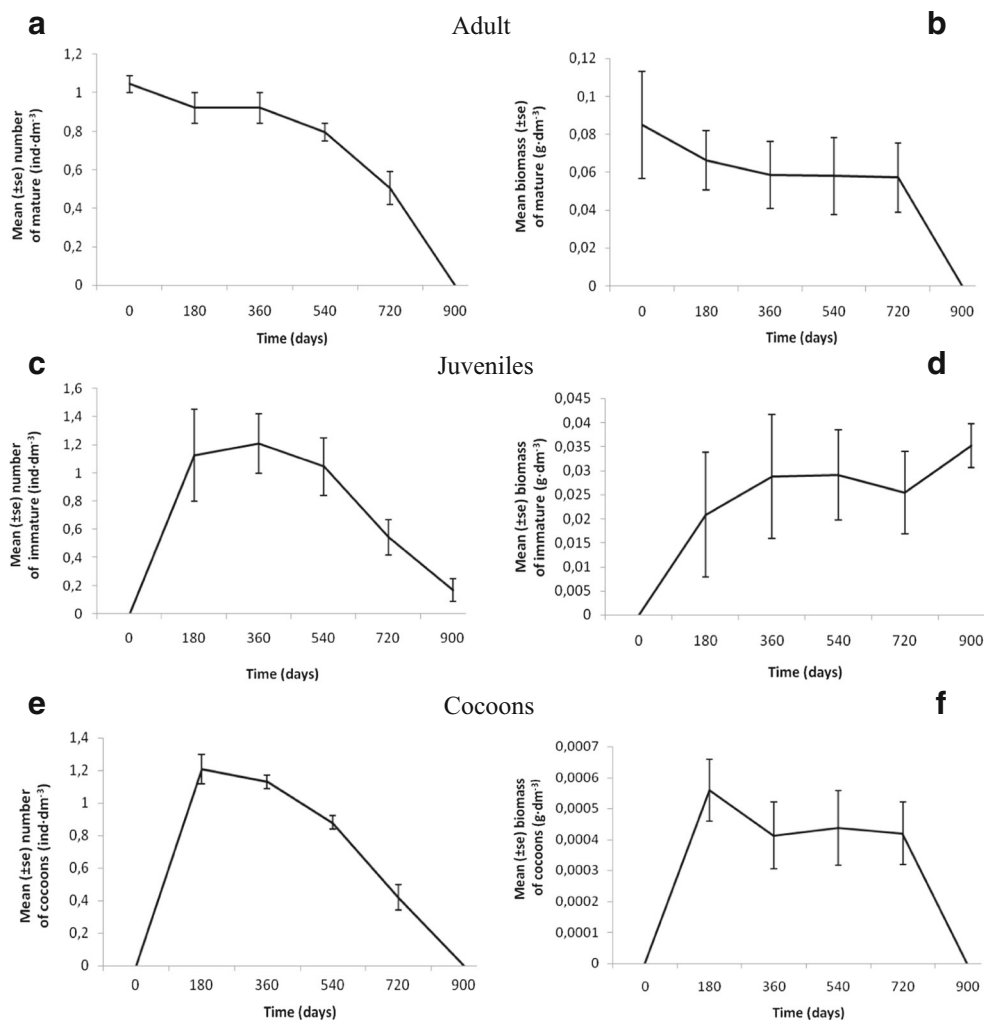 a
Adult
b
Mean (±se) number
of mature (ind·dm⁻³)
1,2
1
0,8
0,6
0,4
0,2
0
0 180 360 540 720 900
Time (days)
Mean biomass (±se)
of mature (g·dm⁻³)
0,12
0,1
0,08
0,06
0,04
0,02
0
0 180 360 540 720 900
Time (days)
c
Juveniles
d
Mean (±se) number
of immature (ind·dm⁻³)
1,6
1,4
1,2
1
0,8
0,6
0,4
0,2
0
0 180 360 540 720 900
Time (days)
Mean (±se) biomass
of immature (g·dm⁻³)
0,045
0,04
0,035
0,03
0,025
0,02
0,015
0,01
0,005
0
0 180 360 540 720 900
Time (days)
e
Cocoons
f
Mean (±se) number
of cocoons (ind·dm⁻³)
1,4
1,2
1
0,8
0,6
0,4
0,2
0
0 180 360 540 720 900
Time (days)
Mean (±se) biomass
of cocoons (g·dm⁻³)
0,0007
0,0006
0,0005
0,0004
0,0003
0,0002
0,0001
0
0 180 360 540 720 900
Time (days)